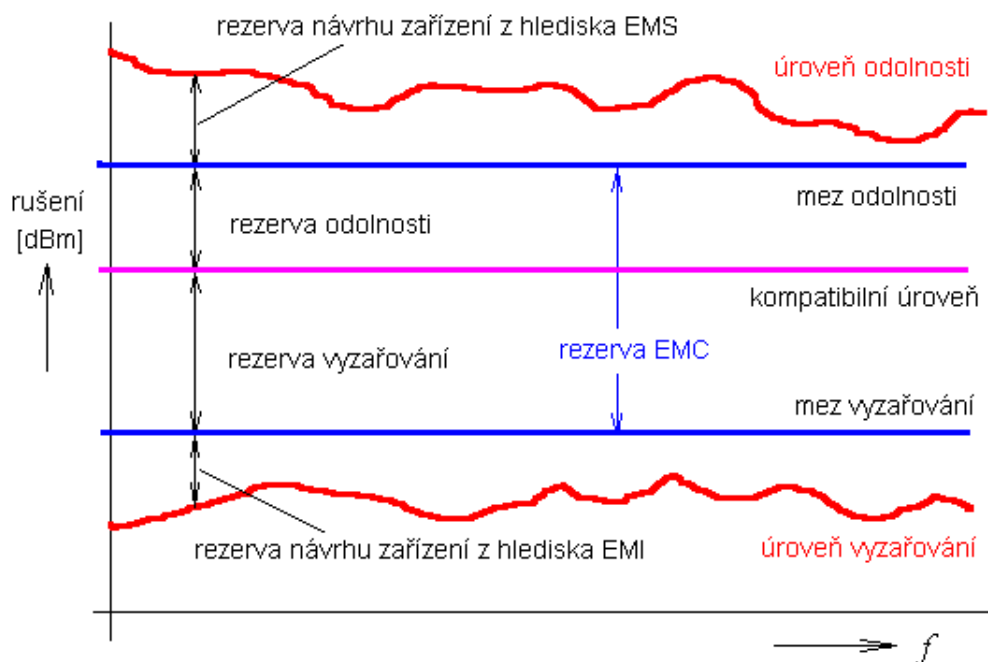 rezerva návrhu zařízení z hlediska EMS
úroveň odolnosti
mez odolnosti
rušení
[dBm]
rezerva odolnosti
kompatibilní úroveň
rezerva vyzařování
rezerva EMC
mez vyzařování
rezerva návrhu zařízení z hlediska EMI
úroveň vyzařování
f